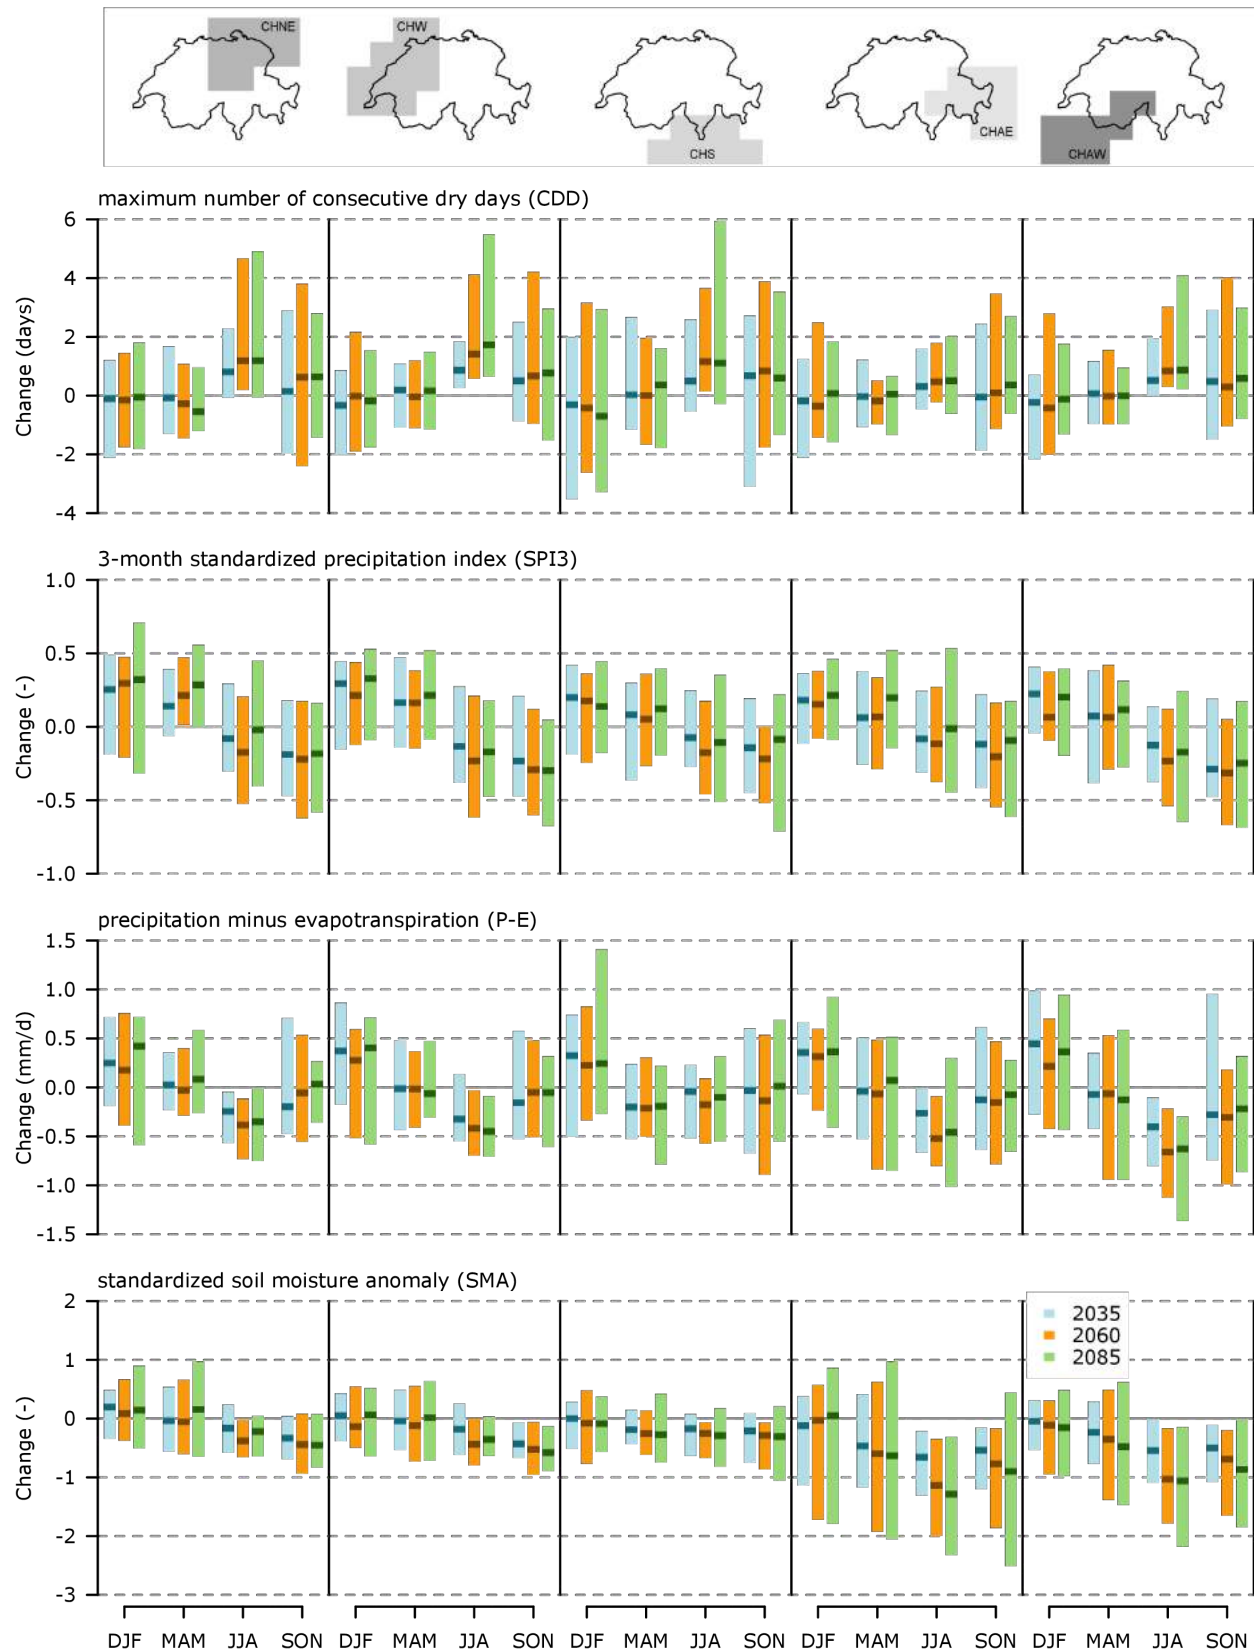 CHNE
CHW
CHS
CHAE
CHAW
maximum number of consecutive dry days (CDD)
Change (days)
6
4
2
0
-2
-4
3-month standardized precipitation index (SPI3)
Change (-)
1.0
0.5
0.0
-0.5
-1.0
precipitation minus evapotranspiration (P-E)
Change (mm/d)
1.5
1.0
0.5
0.0
-0.5
-1.0
-1.5
standardized soil moisture anomaly (SMA)
Change (-)
2
1
0
-1
-2
-3
2035
2060
2085
DJF MAM JJA SON DJF MAM JJA SON DJF MAM JJA SON DJF MAM JJA SON DJF MAM JJA SON